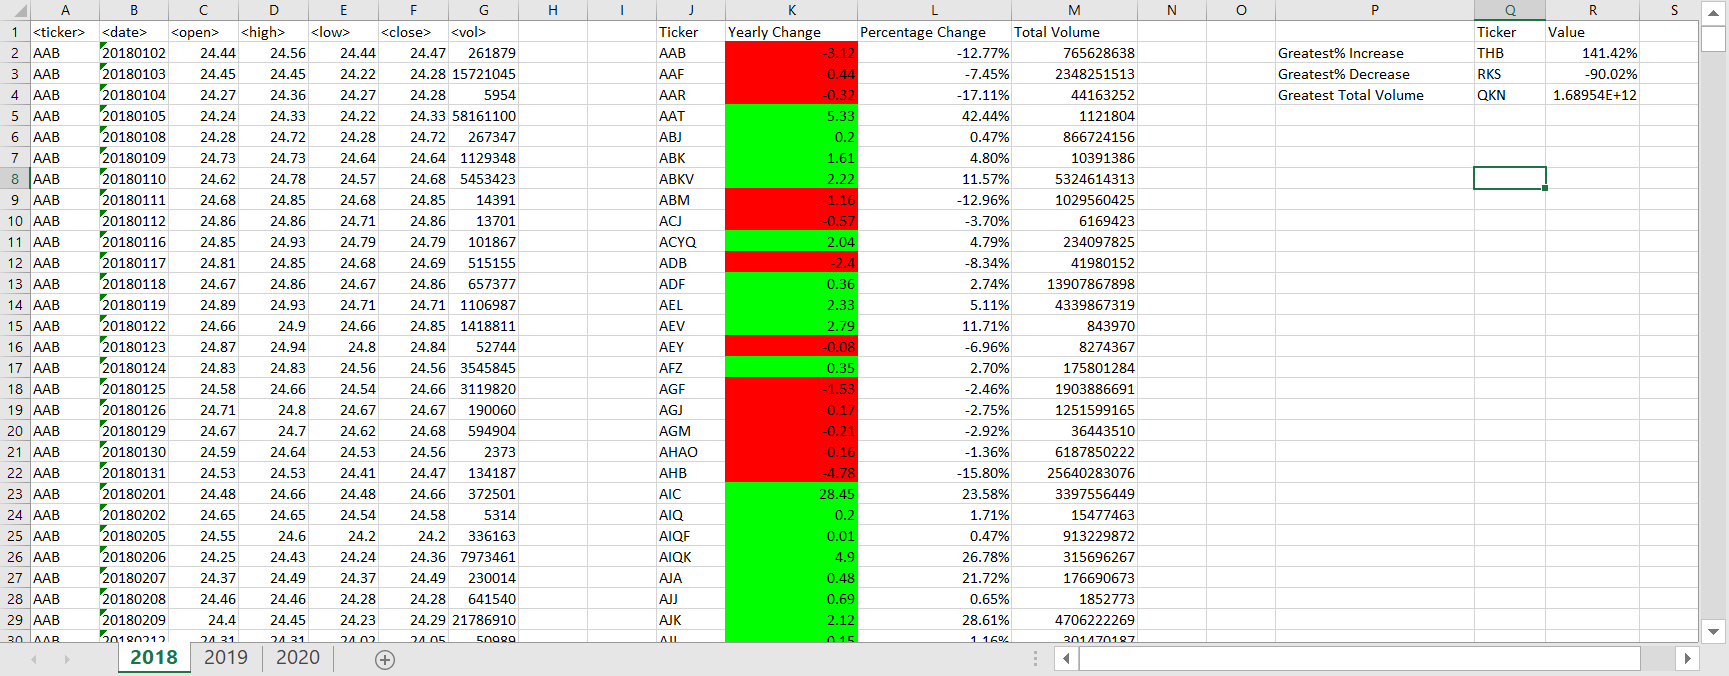 A B C D E F G H I J K L M N O P Q R S
1 <ticker> <date> <open> <high> <low> <close> <vol> Ticker Yearly Change Percentage Change Total Volume Ticker Value
2 AAB 20180102 24.44 24.56 24.44 24.47 261879 AAB -3.12 -12.77% 765628638 Greatest% Increase THB 141.42%
3 AAB 20180103 24.45 24.45 24.22 24.28 15721045 AAF -0.44 -7.45% 2348251513 Greatest% Decrease RKS -90.02%
4 AAB 20180104 24.27 24.36 24.27 24.28 5954 AAR -0.32 -17.11% 44163252 Greatest Total Volume QKN 1.68954E+12
5 AAB 20180105 24.24 24.33 24.22 24.33 58161100 AAT 5.33 42.44% 1121804
6 AAB 20180108 24.28 24.72 24.28 24.72 267347 ABJ 0.2 0.47% 866724156
7 AAB 20180109 24.73 24.73 24.64 24.64 1129348 ABK 1.61 4.80% 10391386
8 AAB 20180110 24.62 24.78 24.57 24.68 5453423 ABKV 2.22 11.57% 5324614313
9 AAB 20180111 24.68 24.85 24.68 24.85 14391 ABM -1.16 -12.96% 1029560425
10 AAB 20180112 24.86 24.86 24.71 24.86 13701 ACJ -0.57 -3.70% 6169423
11 AAB 20180116 24.85 24.93 24.79 24.79 101867 ACYQ 2.04 4.79% 234097825
12 AAB 20180117 24.81 24.85 24.68 24.69 515155 ADB -2.4 -8.34% 41980152
13 AAB 20180118 24.67 24.86 24.67 24.86 657377 ADF 0.36 2.74% 13907867898
14 AAB 20180119 24.89 24.93 24.71 24.71 1106987 AEL 2.33 5.11% 4339867319
15 AAB 20180122 24.66 24.9 24.66 24.85 1418811 AEV 2.79 11.71% 843970
16 AAB 20180123 24.87 24.94 24.8 24.84 52744 AEY -0.08 -6.96% 8274367
17 AAB 20180124 24.83 24.83 24.56 24.56 3545845 AFZ 0.35 2.70% 175801284
18 AAB 20180125 24.58 24.66 24.54 24.66 3119820 AGF -1.53 -2.46% 1903886691
19 AAB 20180126 24.71 24.8 24.67 24.67 190060 AGJ -0.17 -2.75% 1251599165
20 AAB 20180129 24.67 24.7 24.62 24.68 594904 AGM -0.21 -2.92% 36443510
21 AAB 20180130 24.59 24.64 24.53 24.56 2373 AHAO -0.16 -1.36% 6187850222
22 AAB 20180131 24.53 24.53 24.41 24.47 134187 AHB -4.78 -15.80% 25640283076
23 AAB 20180201 24.48 24.66 24.48 24.66 372501 AIC 28.45 23.58% 3397556449
24 AAB 20180202 24.65 24.65 24.54 24.58 5314 AIQ 0.2 1.71% 15477463
25 AAB 20180205 24.55 24.6 24.2 24.2 336163 AIQF 0.01 0.47% 913229872
26 AAB 20180206 24.25 24.43 24.24 24.36 7973461 AIQK 4.9 26.78% 315696267
27 AAB 20180207 24.37 24.49 24.37 24.49 230014 AJA 0.48 21.72% 176690673
28 AAB 20180208 24.46 24.46 24.28 24.28 641540 AJJ 0.69 0.65% 1852773
29 AAB 20180209 24.4 24.45 24.23 24.29 21786910 AJK 2.12 28.61% 4706222269
30 AAB 20180212 24.31 24.31 24.02 24.05 50989 0.15 1.16% 301470187
2018 2019 2020